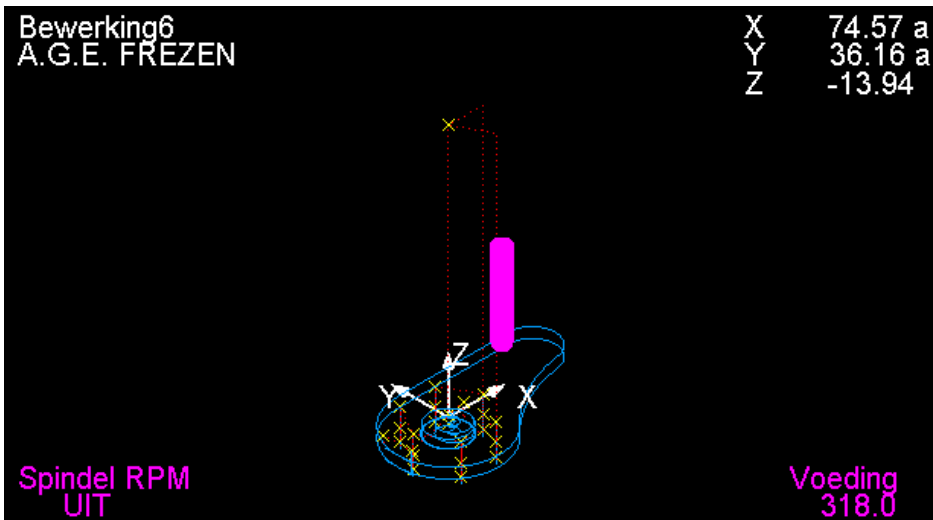 Bewerking6
A.G.E. FREZEN
X 74.57 a
Y 36.16 a
Z -13.94
Z
Y
X
Spindel RPM
UIT
Voeding
318.0